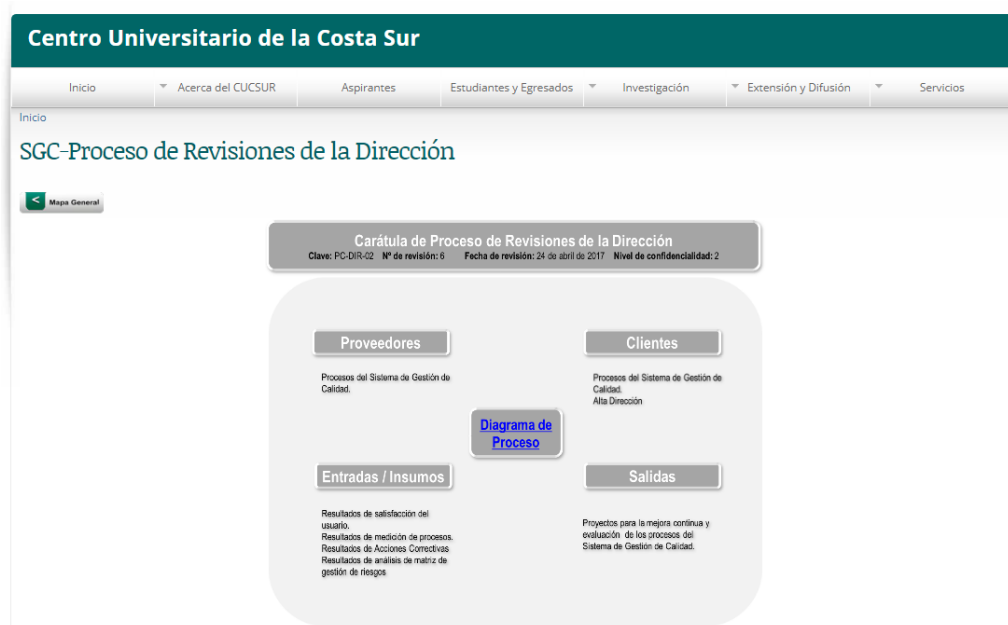 Centro Universitario de la Costa Sur
Inicio Acerca del CUCSUR Aspirantes Estudiantes y Egresados Investigación Extensión y Difusión Servicios
Inicio
SGC-Proceso de Revisiones de la Dirección
< Mapa General
Carátula de Proceso de Revisiones de la Dirección
Clave: PC-DIR-02 Nº de revisión: 6 Fecha de revisión: 24 de abril de 2017 Nivel de confidencialidad: 2
Proveedores
Procesos del Sistema de Gestión de
Calidad.
Clientes
Procesos del Sistema de Gestión de
Calidad.
Alta Dirección
Diagrama de
Proceso
Entradas / Insumos
Resultados de satisfacción del
usuario.
Resultados de medición de procesos.
Resultados de Acciones Correctivas
Resultados de análisis de matriz de
gestión de riesgos
Salidas
Proyectos para la mejora continua y
evaluación de los procesos del
Sistema de Gestión de Calidad.